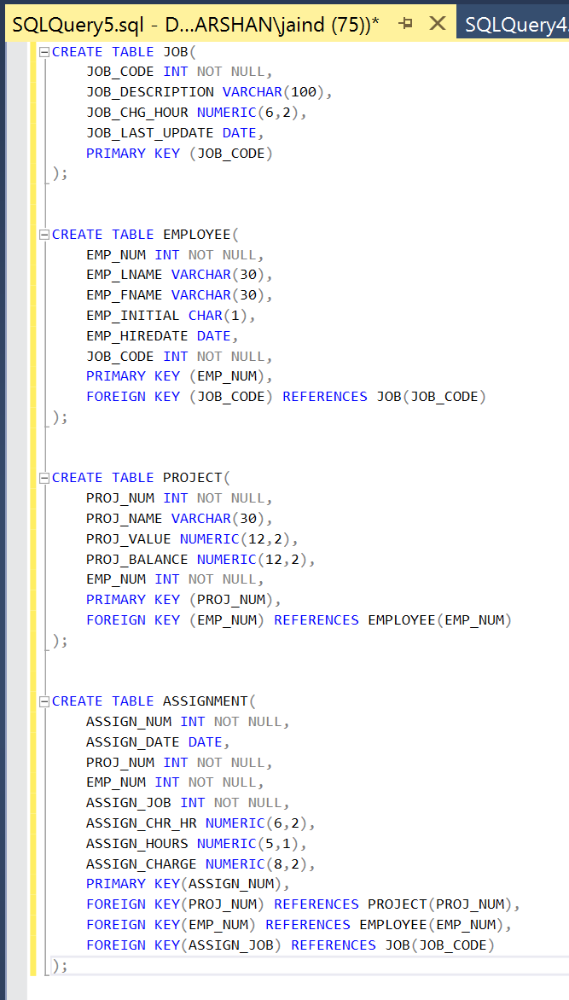 SQLQuery5.sql - D...ARSHAN\jaind (75))*
SQLQuery4.
CREATE TABLE JOB(
JOB_CODE INT NOT NULL,
JOB_DESCRIPTION VARCHAR(100),
JOB_CHG_HOUR NUMERIC(6,2),
JOB_LAST_UPDATE DATE,
PRIMARY KEY (JOB_CODE)
);
CREATE TABLE EMPLOYEE(
EMP_NUM INT NOT NULL,
EMP_LNAME VARCHAR(30),
EMP_FNAME VARCHAR(30),
EMP_INITIAL CHAR(1),
EMP_HIREDATE DATE,
JOB_CODE INT NOT NULL,
PRIMARY KEY (EMP_NUM),
FOREIGN KEY (JOB_CODE) REFERENCES JOB(JOB_CODE)
);
CREATE TABLE PROJECT(
PROJ_NUM INT NOT NULL,
PROJ_NAME VARCHAR(30),
PROJ_VALUE NUMERIC(12,2),
PROJ_BALANCE NUMERIC(12,2),
EMP_NUM INT NOT NULL,
PRIMARY KEY (PROJ_NUM),
FOREIGN KEY (EMP_NUM) REFERENCES EMPLOYEE(EMP_NUM)
);
CREATE TABLE ASSIGNMENT(
ASSIGN_NUM INT NOT NULL,
ASSIGN_DATE DATE,
PROJ_NUM INT NOT NULL,
EMP_NUM INT NOT NULL,
ASSIGN_JOB INT NOT NULL,
ASSIGN_CHR_HR NUMERIC(6,2),
ASSIGN_HOURS NUMERIC(5,1),
ASSIGN_CHARGE NUMERIC(8,2),
PRIMARY KEY(ASSIGN_NUM),
FOREIGN KEY(PROJ_NUM) REFERENCES PROJECT(PROJ_NUM),
FOREIGN KEY(EMP_NUM) REFERENCES EMPLOYEE(EMP_NUM),
FOREIGN KEY(ASSIGN_JOB) REFERENCES JOB(JOB_CODE)
);